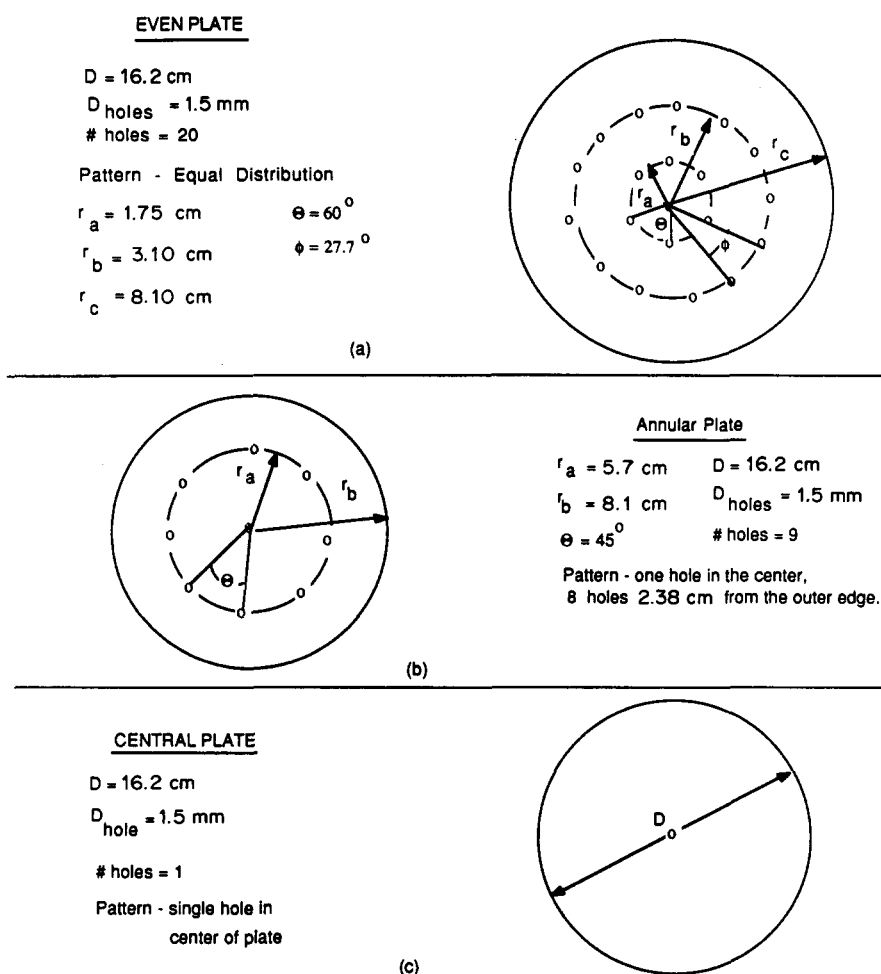 EVEN PLATE
D = 16.2 cm
D holes = 1.5 mm
# holes = 20
Pattern - Equal Distribution
r a = 1.75 cm Θ = 60 o
r b = 3.10 cm ϕ = 27.7 o
r c = 8.10 cm
r b
r c
r a
Θ
ϕ
(a)
r a
r b
Θ
Annular Plate
r a = 5.7 cm D = 16.2 cm
r b = 8.1 cm D holes = 1.5 mm
Θ = 45 o # holes = 9
Pattern - one hole in the center,
8 holes 2.38 cm from the outer edge.
(b)
CENTRAL PLATE
D = 16.2 cm
D hole = 1.5 mm
# holes = 1
Pattern - single hole in
center of plate
D
(c)